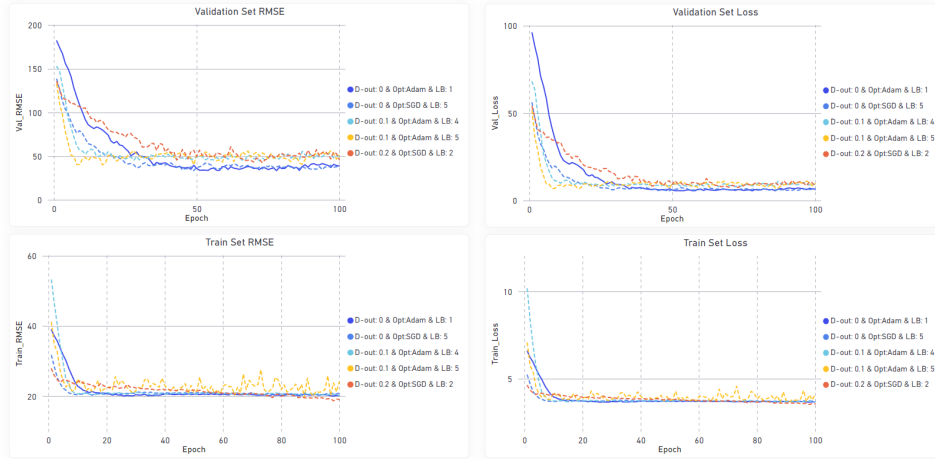 Validation Set RMSE
200
150
100
50
0
Val_RMSE
0
50
100
Epoch
D-out: 0 & Opt:Adam & LB: 1
D-out: 0 & Opt:SGD & LB: 5
D-out: 0.1 & Opt:Adam & LB: 4
D-out: 0.1 & Opt:Adam & LB: 5
D-out: 0.2 & Opt:SGD & LB: 2
Validation Set Loss
100
50
0
Val_Loss
0
50
100
Epoch
D-out: 0 & Opt:Adam & LB: 1
D-out: 0 & Opt:SGD & LB: 5
D-out: 0.1 & Opt:Adam & LB: 4
D-out: 0.1 & Opt:Adam & LB: 5
D-out: 0.2 & Opt:SGD & LB: 2
Train Set RMSE
60
40
20
Train_RMSE
0
20
40
60
80
100
Epoch
D-out: 0 & Opt:Adam & LB: 1
D-out: 0 & Opt:SGD & LB: 5
D-out: 0.1 & Opt:Adam & LB: 4
D-out: 0.1 & Opt:Adam & LB: 5
D-out: 0.2 & Opt:SGD & LB: 2
Train Set Loss
10
5
Train_Loss
0
20
40
60
80
100
Epoch
D-out: 0 & Opt:Adam & LB: 1
D-out: 0 & Opt:SGD & LB: 5
D-out: 0.1 & Opt:Adam & LB: 4
D-out: 0.1 & Opt:Adam & LB: 5
D-out: 0.2 & Opt:SGD & LB: 2